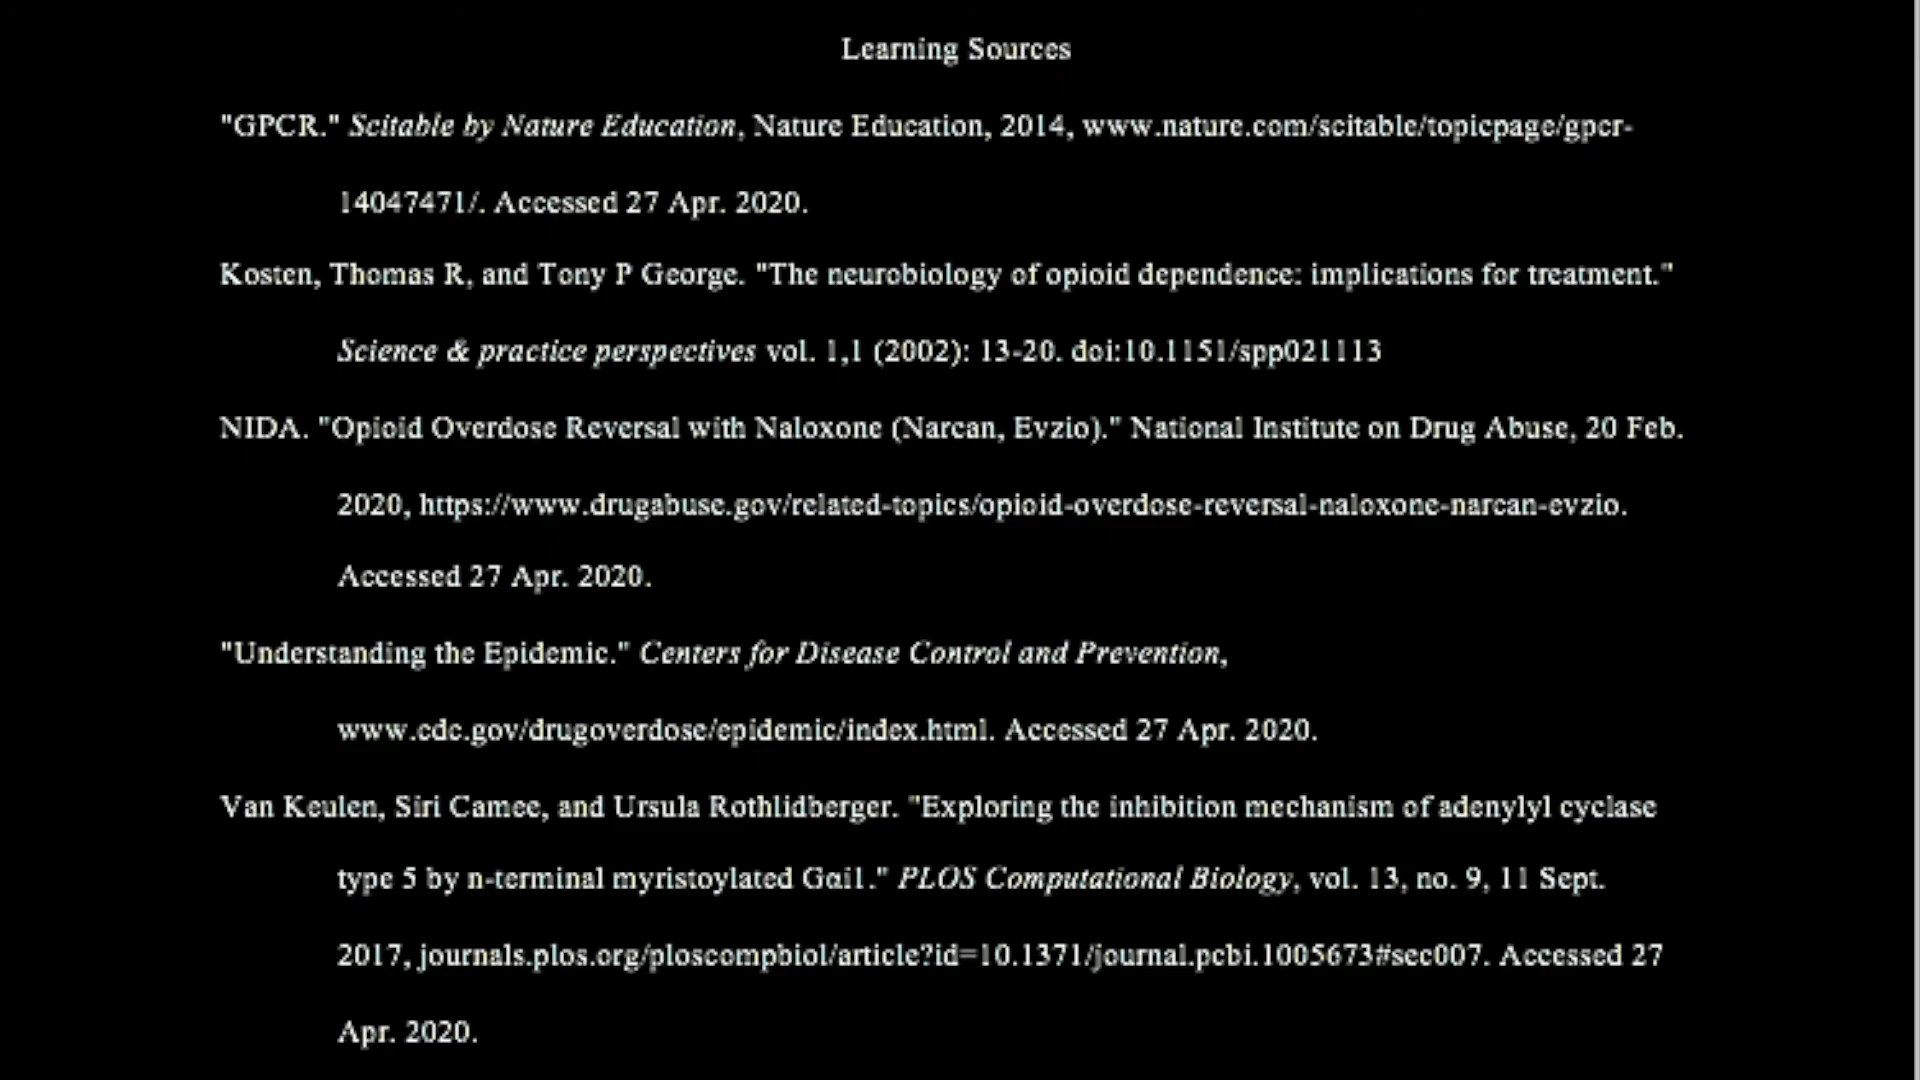 Learning Sources
"GPCR." Scitable by Nature Education, Nature Education, 2014, www.nature.com/scitable/topicpage/gpcr-
14047471/. Accessed 27 Apr. 2020.
Kosten, Thomas R, and Tony P George. "The neurobiology of opioid dependence: implications for treatment."
Science & practice perspectives vol. 1,1 (2002): 13-20. doi:10.1151/spp021113
NIDA. "Opioid Overdose Reversal with Naloxone (Narcan, Evzio)." National Institute on Drug Abuse, 20 Feb.
2020, https://www.drugabuse.gov/related-topics/opioid-overdose-reversal-naloxone-narcan-evzio.
Accessed 27 Apr. 2020.
"Understanding the Epidemic." Centers for Disease Control and Prevention,
www.cdc.gov/drugoverdose/epidemic/index.html. Accessed 27 Apr. 2020.
Van Keulen, Siri Camee, and Ursula Rothlidberger. "Exploring the inhibition mechanism of adenylyl cyclase
type 5 by n-terminal myristoylated Gαi1." PLOS Computational Biology, vol. 13, no. 9, 11 Sept.
2017, journals.plos.org/ploscompbiol/article?id=10.1371/journal.pcbi.1005673#sec007. Accessed 27
Apr. 2020.